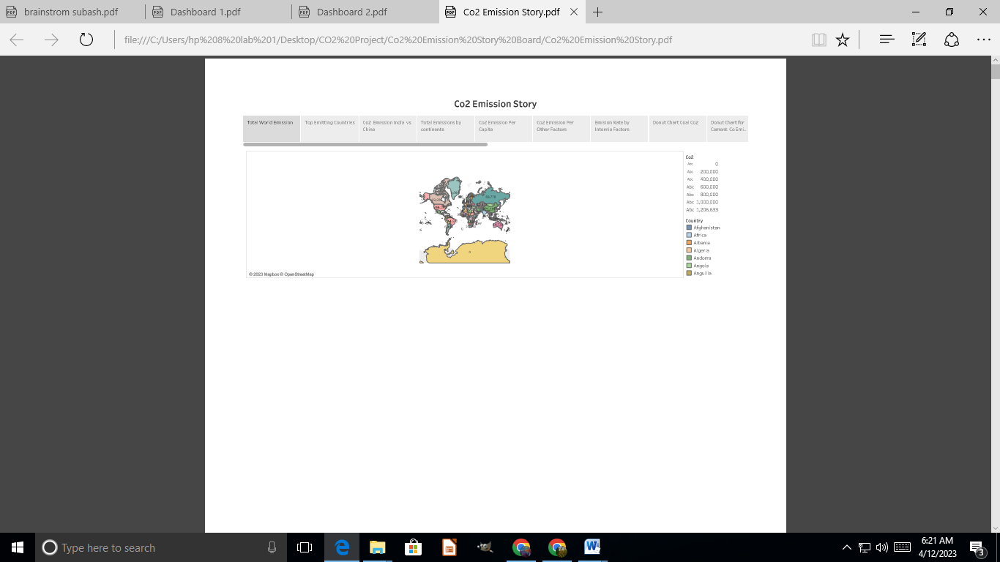 brainstrom subash.pdf
Dashboard 1.pdf
Dashboard 2.pdf
Co2 Emission Story.pdf
file:///C:/Users/hp%208%20lab%201/Desktop/CO2%20Project/Co2%20Emission%20Story%20Board/Co2%20Emission%20Story.pdf
Co2 Emission Story
Total World Emission
Top Emitting Countries
Co2 Emission India vs
China
Total Emissions by
continents
Co2 Emission Per
Capita
Co2 Emission Per
Other Factors
Emision Rate by
Internla Factors
Donut Chart Coal Co2
Donut Chart for
Cement Co Emi..
Co2
Abc 0
Abc 200,000
Abc 400,000
Abc 600,000
Abc 800,000
Abc 1,000,000
Abc 1,206,633
Country
Afghanistan
Africa
Albania
Algeria
Andorra
Angola
Anguilla
0
0
© 2023 Mapbox © OpenStreetMap
Type here to search
6:21 AM
4/12/2023
3